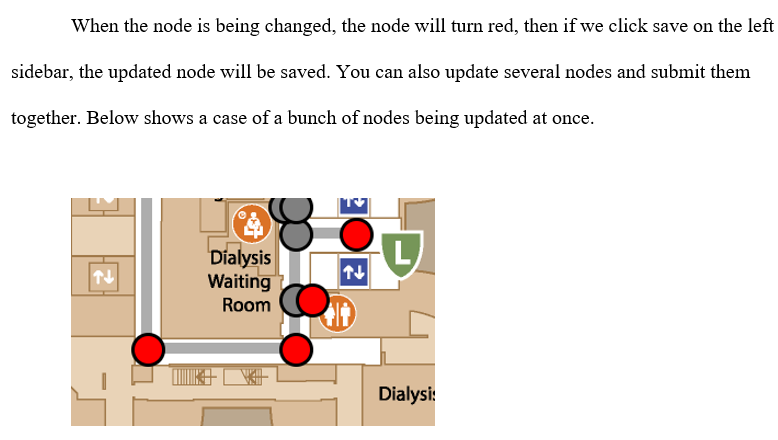 When the node is being changed, the node will turn red, then if we click save on the left
sidebar, the updated node will be saved. You can also update several nodes and submit them
together. Below shows a case of a bunch of nodes being updated at once.
L
Dialysis
Waiting
Room